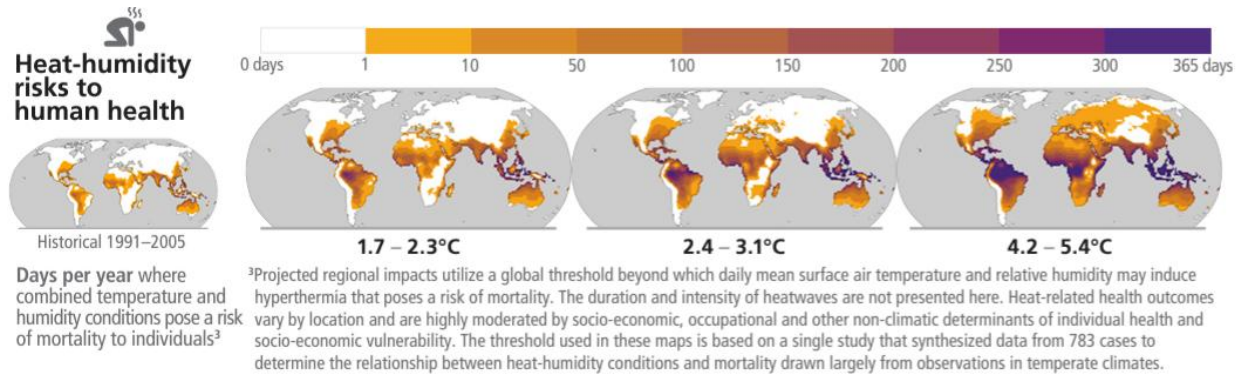 Heat-humidity
risks to
human health
0 days
1
10
50
100
150
200
250
300
365 days
Historical 1991–2005
1.7 – 2.3°C
2.4 – 3.1°C
4.2 – 5.4°C
Days per year where
combined temperature and
humidity conditions pose a risk
of mortality to individuals³
³Projected regional impacts utilize a global threshold beyond which daily mean surface air temperature and relative humidity may induce
hyperthermia that poses a risk of mortality. The duration and intensity of heatwaves are not presented here. Heat-related health outcomes
vary by location and are highly moderated by socio-economic, occupational and other non-climatic determinants of individual health and
socio-economic vulnerability. The threshold used in these maps is based on a single study that synthesized data from 783 cases to
determine the relationship between heat-humidity conditions and mortality drawn largely from observations in temperate climates.